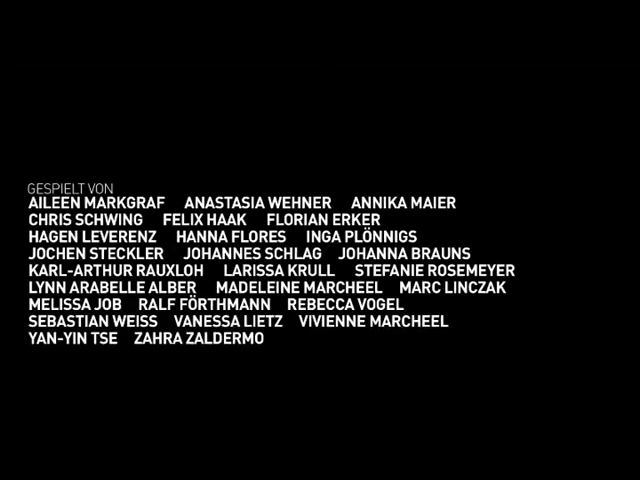 GESPIELT VON
AILEEN MARKGRAF ANASTASIA WEHNER ANNIKA MAIER
CHRIS SCHWING FELIX HAAK FLORIAN ERKER
HAGEN LEVERENZ HANNA FLORES INGA PLÖNNIGS
JOCHEN STECKLER JOHANNES SCHLAG JOHANNA BRAUNS
KARL-ARTHUR RAUXLOH LARISSA KRULL STEFANIE ROSEMEYER
LYNN ARABELLE ALBER MADELEINE MARCHEEL MARC LINCZAK
MELISSA JOB RALF FÖRTHMANN REBECCA VOGEL
SEBASTIAN WEISS VANESSA LIETZ VIVIENNE MARCHEEL
YAN-YIN TSE ZAHRA ZALDERMO